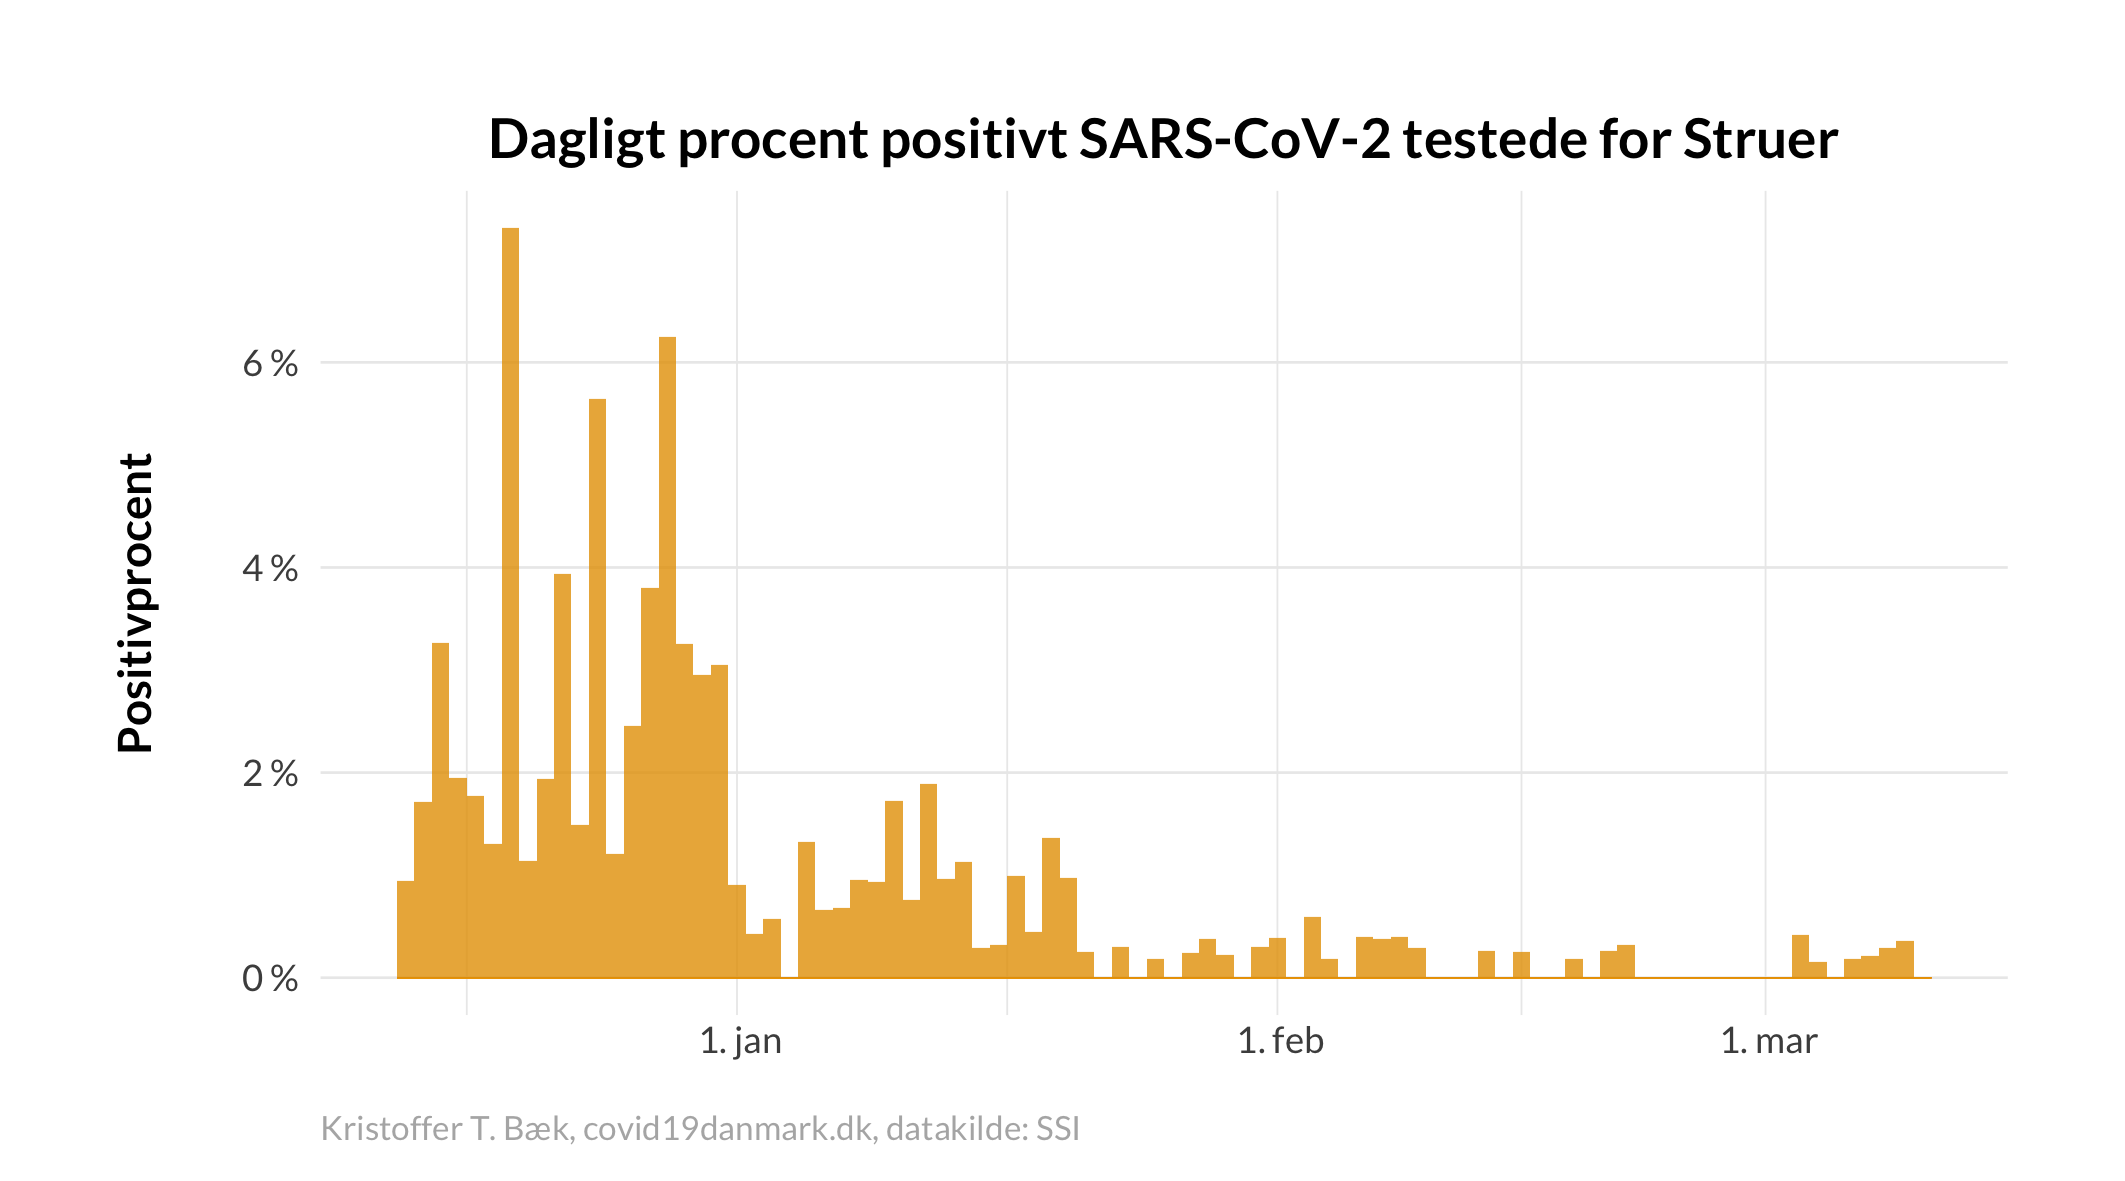 Dagligt procent positivt SARS-CoV-2 testede for Struer
Positivprocent
6 %
4 %
2 %
0 %
1. jan
1. feb
1. mar
Kristoffer T. Bæk, covid19danmark.dk, datakilde: SSI